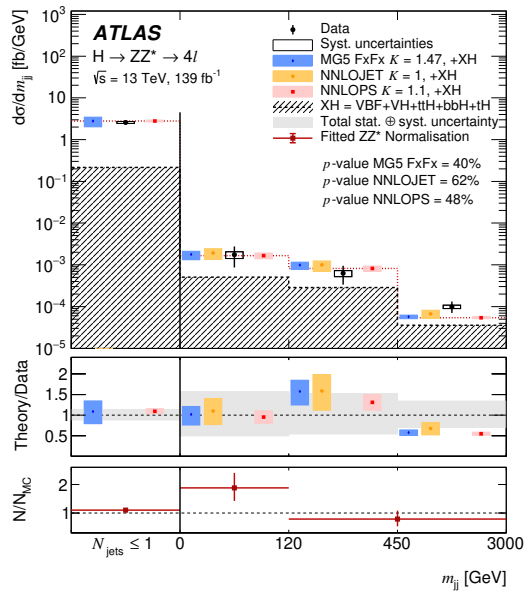 ATLAS
H → ZZ* → 4l
√s = 13 TeV, 139 fb⁻¹
Data
Syst. uncertainties
MG5 FxFx K = 1.47, +XH
NNLOJET K = 1, +XH
NNLOPS K = 1.1, +XH
XH = VBF+VH+ttH+bbH+tH
Total stat. ⊕ syst. uncertainty
Fitted ZZ* Normalisation
p-value MG5 FxFx = 40%
p-value NNLOJET = 62%
p-value NNLOPS = 48%
dσ/dm_jj [fb/GeV]
10³
10²
10
1
10⁻¹
10⁻²
10⁻³
10⁻⁴
10⁻⁵
Theory/Data
2
1.5
1
0.5
N/N_MC
2
1
N_jets ≤ 1
0 120 450 3000
m_jj [GeV]